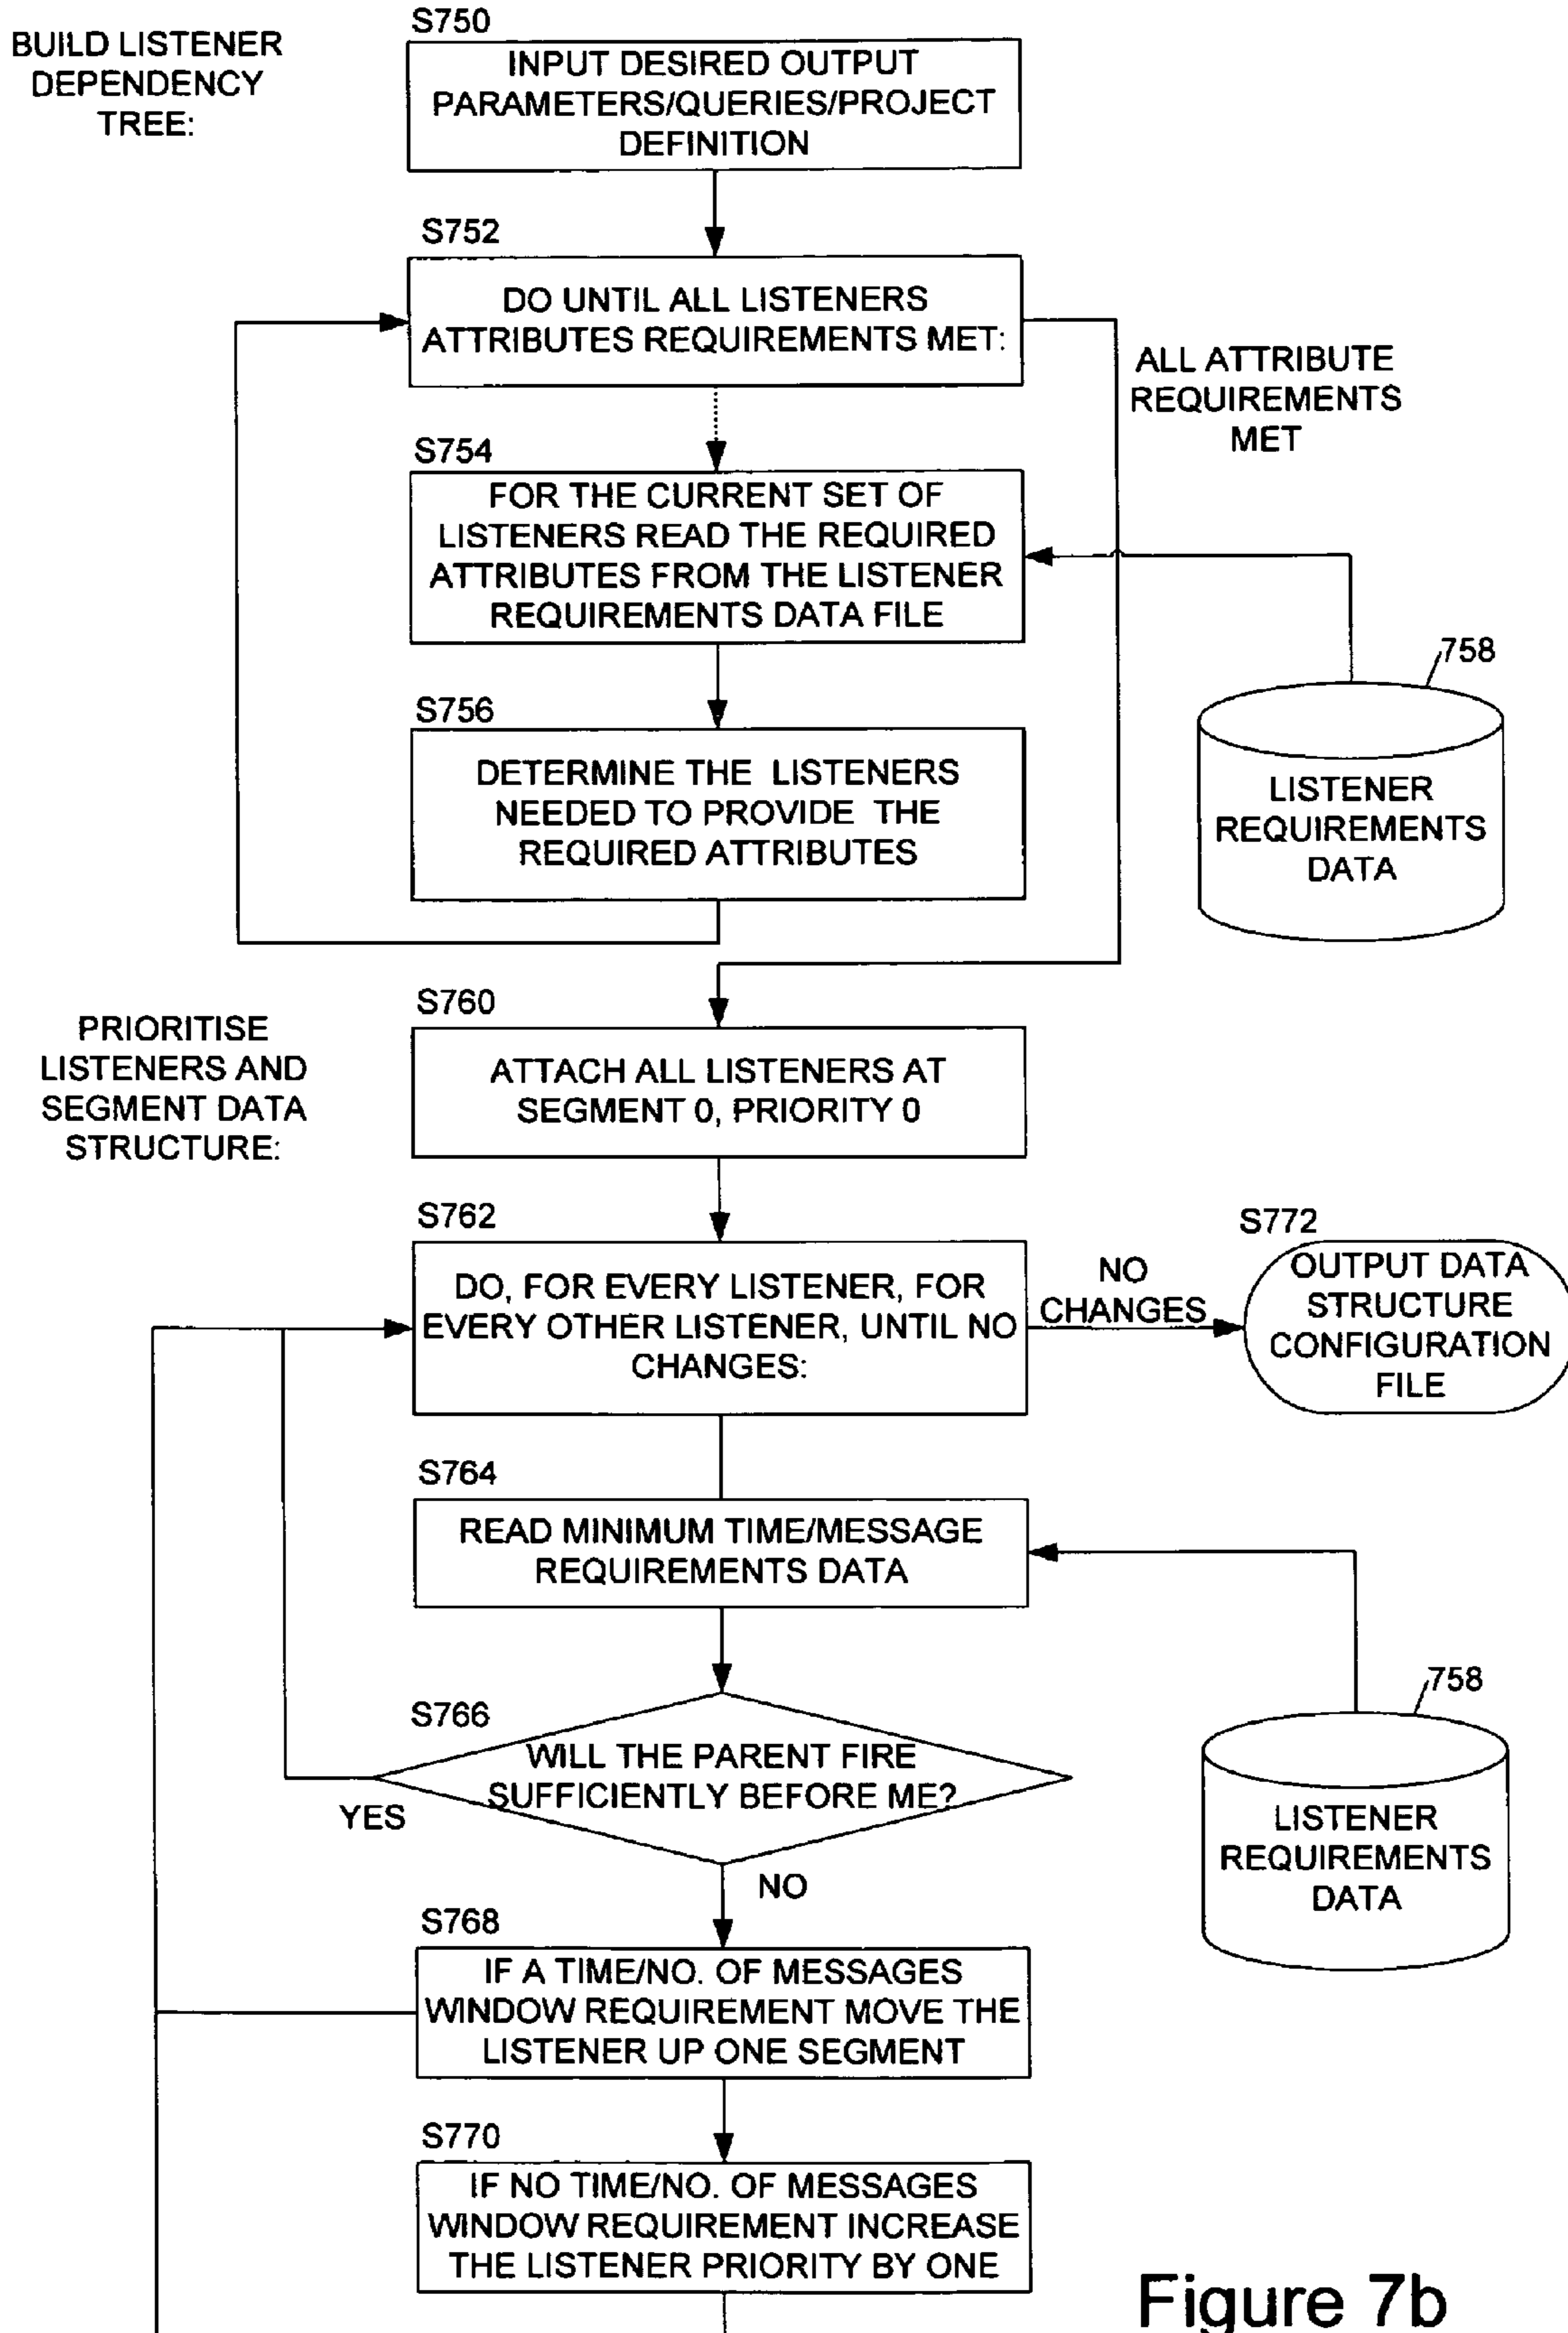 BUILD LISTENER
DEPENDENCY
TREE:
S750
INPUT DESIRED OUTPUT
PARAMETERS/QUERIES/PROJECT
DEFINITION
S752
DO UNTIL ALL LISTENERS
ATTRIBUTES REQUIREMENTS MET:
ALL ATTRIBUTE
REQUIREMENTS
MET
S754
FOR THE CURRENT SET OF
LISTENERS READ THE REQUIRED
ATTRIBUTES FROM THE LISTENER
REQUIREMENTS DATA FILE
758
LISTENER
REQUIREMENTS
DATA
S756
DETERMINE THE LISTENERS
NEEDED TO PROVIDE THE
REQUIRED ATTRIBUTES
PRIORITISE
LISTENERS AND
SEGMENT DATA
STRUCTURE:
S760
ATTACH ALL LISTENERS AT
SEGMENT 0, PRIORITY 0
S762
DO, FOR EVERY LISTENER, FOR
EVERY OTHER LISTENER, UNTIL NO
CHANGES:
NO
CHANGES
S772
OUTPUT DATA
STRUCTURE
CONFIGURATION
FILE
S764
READ MINIMUM TIME/MESSAGE
REQUIREMENTS DATA
758
LISTENER
REQUIREMENTS
DATA
S766
WILL THE PARENT FIRE
SUFFICIENTLY BEFORE ME?
YES
NO
S768
IF A TIME/NO. OF MESSAGES
WINDOW REQUIREMENT MOVE THE
LISTENER UP ONE SEGMENT
S770
IF NO TIME/NO. OF MESSAGES
WINDOW REQUIREMENT INCREASE
THE LISTENER PRIORITY BY ONE
Figure 7b